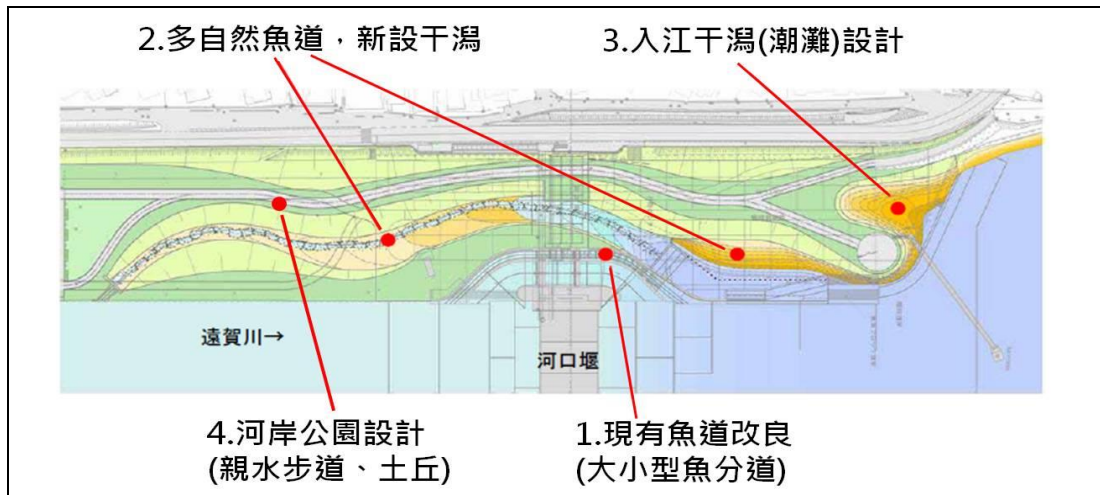 2.多自然魚道，新設干潟
3.入江干潟(潮灘)設計
遠賀川→
河口堰
4.河岸公園設計
(親水步道、土丘)
1.現有魚道改良
(大小型魚分道)